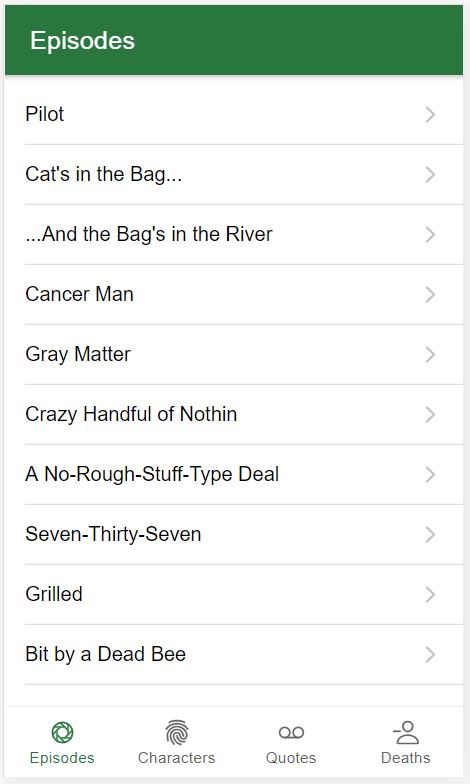 Episodes
Pilot
Cat's in the Bag...
...And the Bag's in the River
Cancer Man
Gray Matter
Crazy Handful of Nothin
A No-Rough-Stuff-Type Deal
Seven-Thirty-Seven
Grilled
Bit by a Dead Bee
Episodes Characters Quotes Deaths